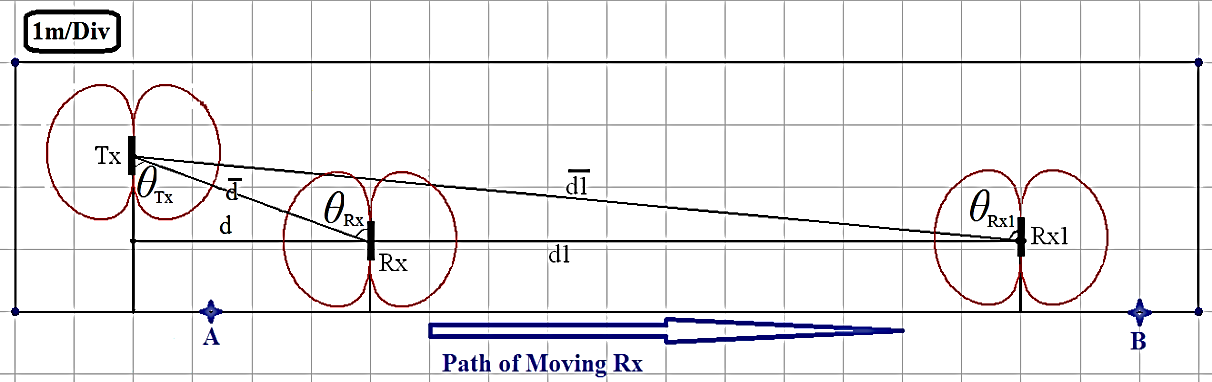 1m/Div
Tx
θTx
d̅
d
θRx
Rx
d̅1̅
d1
θRx1
Rx1
A
B
Path of Moving Rx